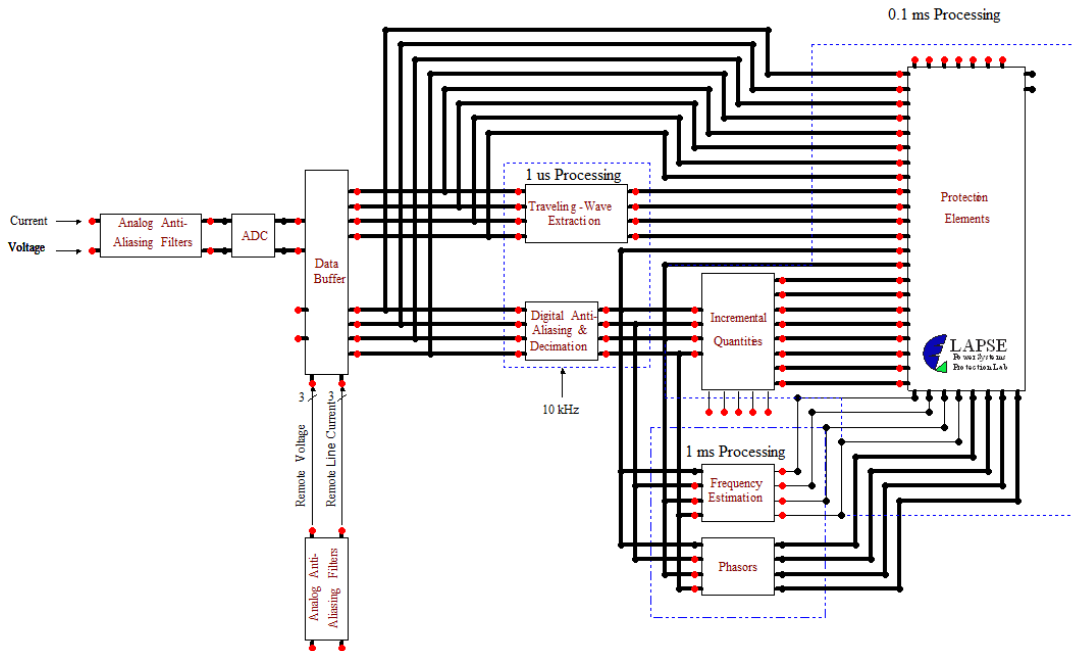 0.1 ms Processing
1 us Processing
Current
Voltage
Analog Anti-
Aliasing Filters
ADC
Data
Buffer
Traveling -Wave
Extraction
Protection
Elements
Digital Anti-
Aliasing &
Decimation
Incremental
Quantities
LAPSE
Power Systems
Protection Lab
10 kHz
3
3
Remote Voltage
Remote Line Current
1 ms Processing
Frequency
Estimation
Phasors
Analog Anti-
Aliasing Filters